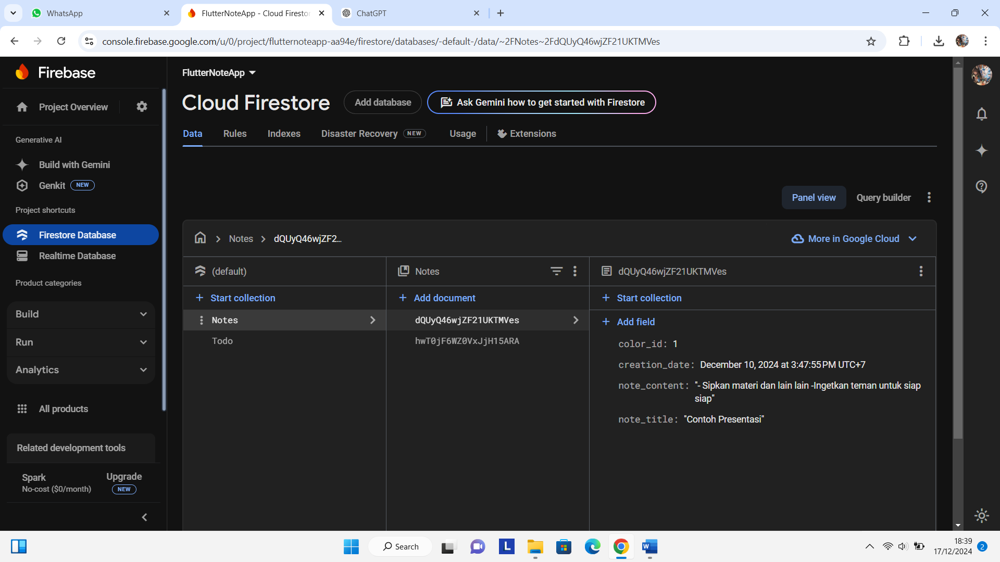 WhatsApp
FlutterNoteApp - Cloud Firestor
ChatGPT
console.firebase.google.com/u/0/project/flutternoteapp-aa94e/firestore/databases/-default-/data/~2FNotes~2FdQUyQ46wjZF21UKTMVes
Firebase
Project Overview
Generative AI
Build with Gemini
Genkit NEW
Project shortcuts
Firestore Database
Realtime Database
Product categories
Build
Run
Analytics
All products
Related development tools
Spark
No-cost ($0/month)
Upgrade
NEW
FlutterNoteApp
Cloud Firestore
Add database
Ask Gemini how to get started with Firestore
Data
Rules
Indexes
Disaster Recovery NEW
Usage
Extensions
Panel view
Query builder
Notes
dQUyQ46wjZF2...
More in Google Cloud
(default)
Start collection
Notes
Todo
Notes
Add document
dQUyQ46wjZF21UKTMVes
hwT0jF6WZ0VxJjH15ARA
dQUyQ46wjZF21UKTMVes
Start collection
Add field
color_id: 1
creation_date: December 10, 2024 at 3:47:55 PM UTC+7
note_content: "- Sipkan materi dan lain lain -Ingetkan teman untuk siap
siap"
note_title: "Contoh Presentasi"
Search
L
W
18:39
17/12/2024
2